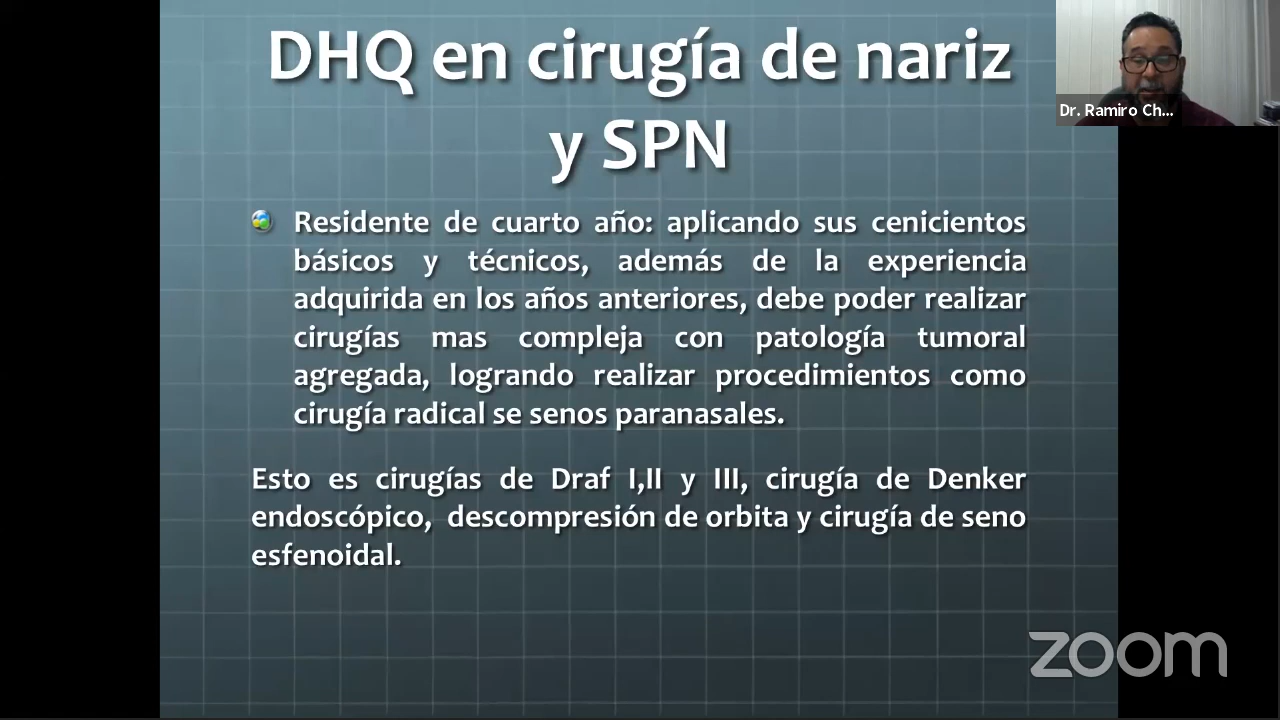 DHQ en cirugía de nariz
y SPN
Dr. Ramiro Ch...
Residente de cuarto año: aplicando sus cenicientos
básicos y técnicos, además de la experiencia
adquirida en los años anteriores, debe poder realizar
cirugías mas compleja con patología tumoral
agregada, logrando realizar procedimientos como
cirugía radical se senos paranasales.
Esto es cirugías de Draf I,II y III, cirugía de Denker
endoscópico, descompresión de orbita y cirugía de seno
esfenoidal.
zoom